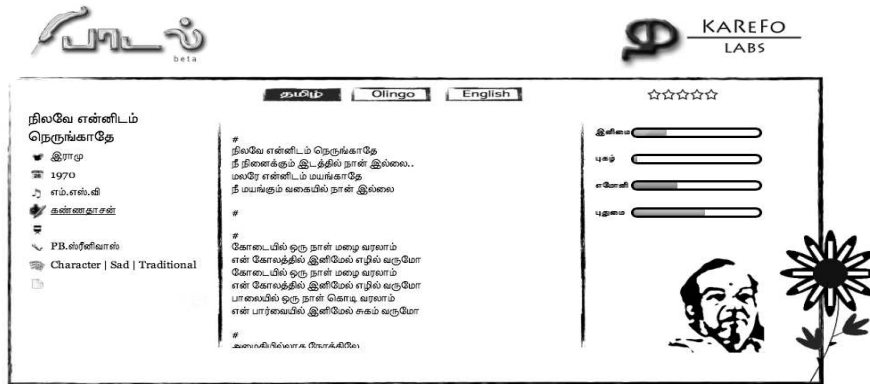 பாடல்
beta
KAREFO
LABS
தமிழ்
Olingo
English
நிலவே என்னிடம்
நெருங்காதே
இராமு
1970
எம்.எஸ்.வி
கண்ணதாசன்
PB.ஸ்ரீனிவாஸ்
Character | Sad | Traditional
#
நிலவே என்னிடம் நெருங்காதே
நீ நினைக்கும் இடத்தில் நான் இல்லை..
மலரே என்னிடம் மயங்காதே
நீ மயங்கும் வகையில் நான் இல்லை
#
#
கோடையில் ஒரு நாள் மழை வரலாம்
என் கோலத்தில் இனிமேல் எழில் வருமோ
கோடையில் ஒரு நாள் மழை வரலாம்
என் கோலத்தில் இனிமேல் எழில் வருமோ
பாலையில் ஒரு நாள் கொடி வரலாம்
என் பார்வையில் இனிமேல் சுகம் வருமோ
#
அமைதியில்லாத நேரத்திலே
இனிமை
புகழ்
எமோனி
புதுமை